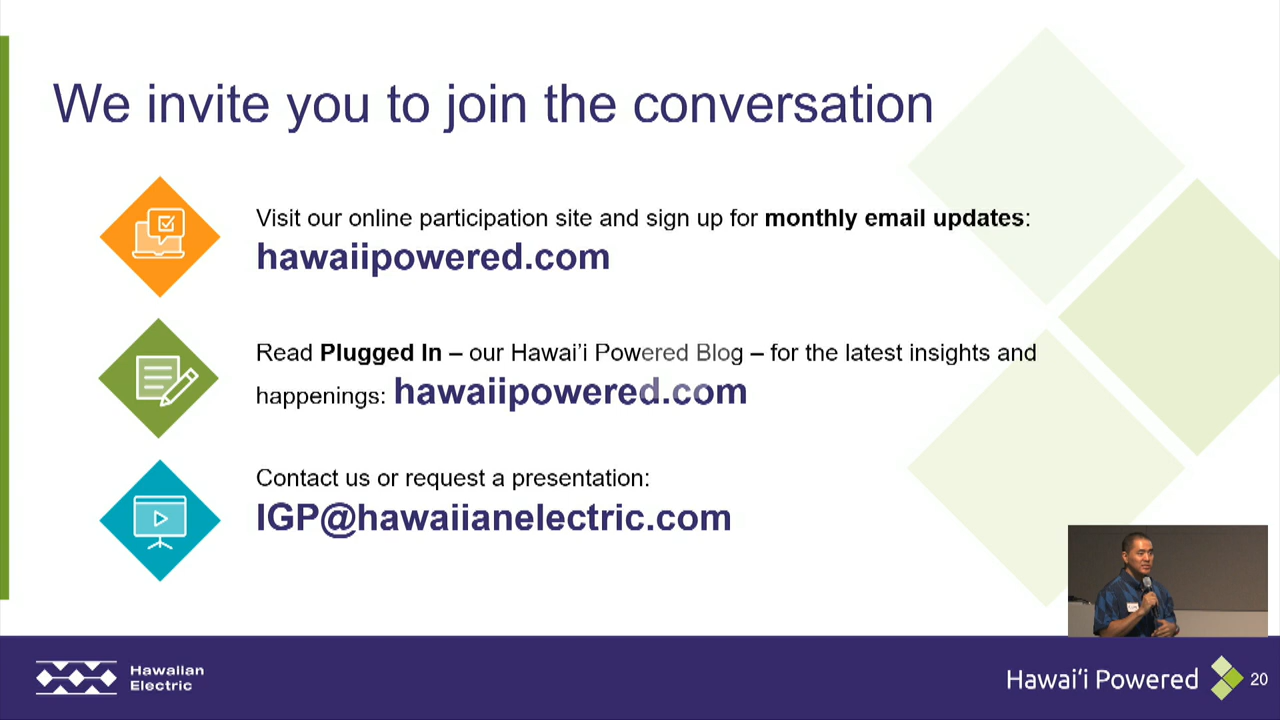 We invite you to join the conversation
Visit our online participation site and sign up for monthly email updates:
hawaiipowered.com
Read Plugged In – our Hawai‘i Powered Blog – for the latest insights and
happenings: hawaiipowered.com
Contact us or request a presentation:
IGP@hawaiianelectric.com
Hawaiian
Electric
Hawai‘i Powered
20